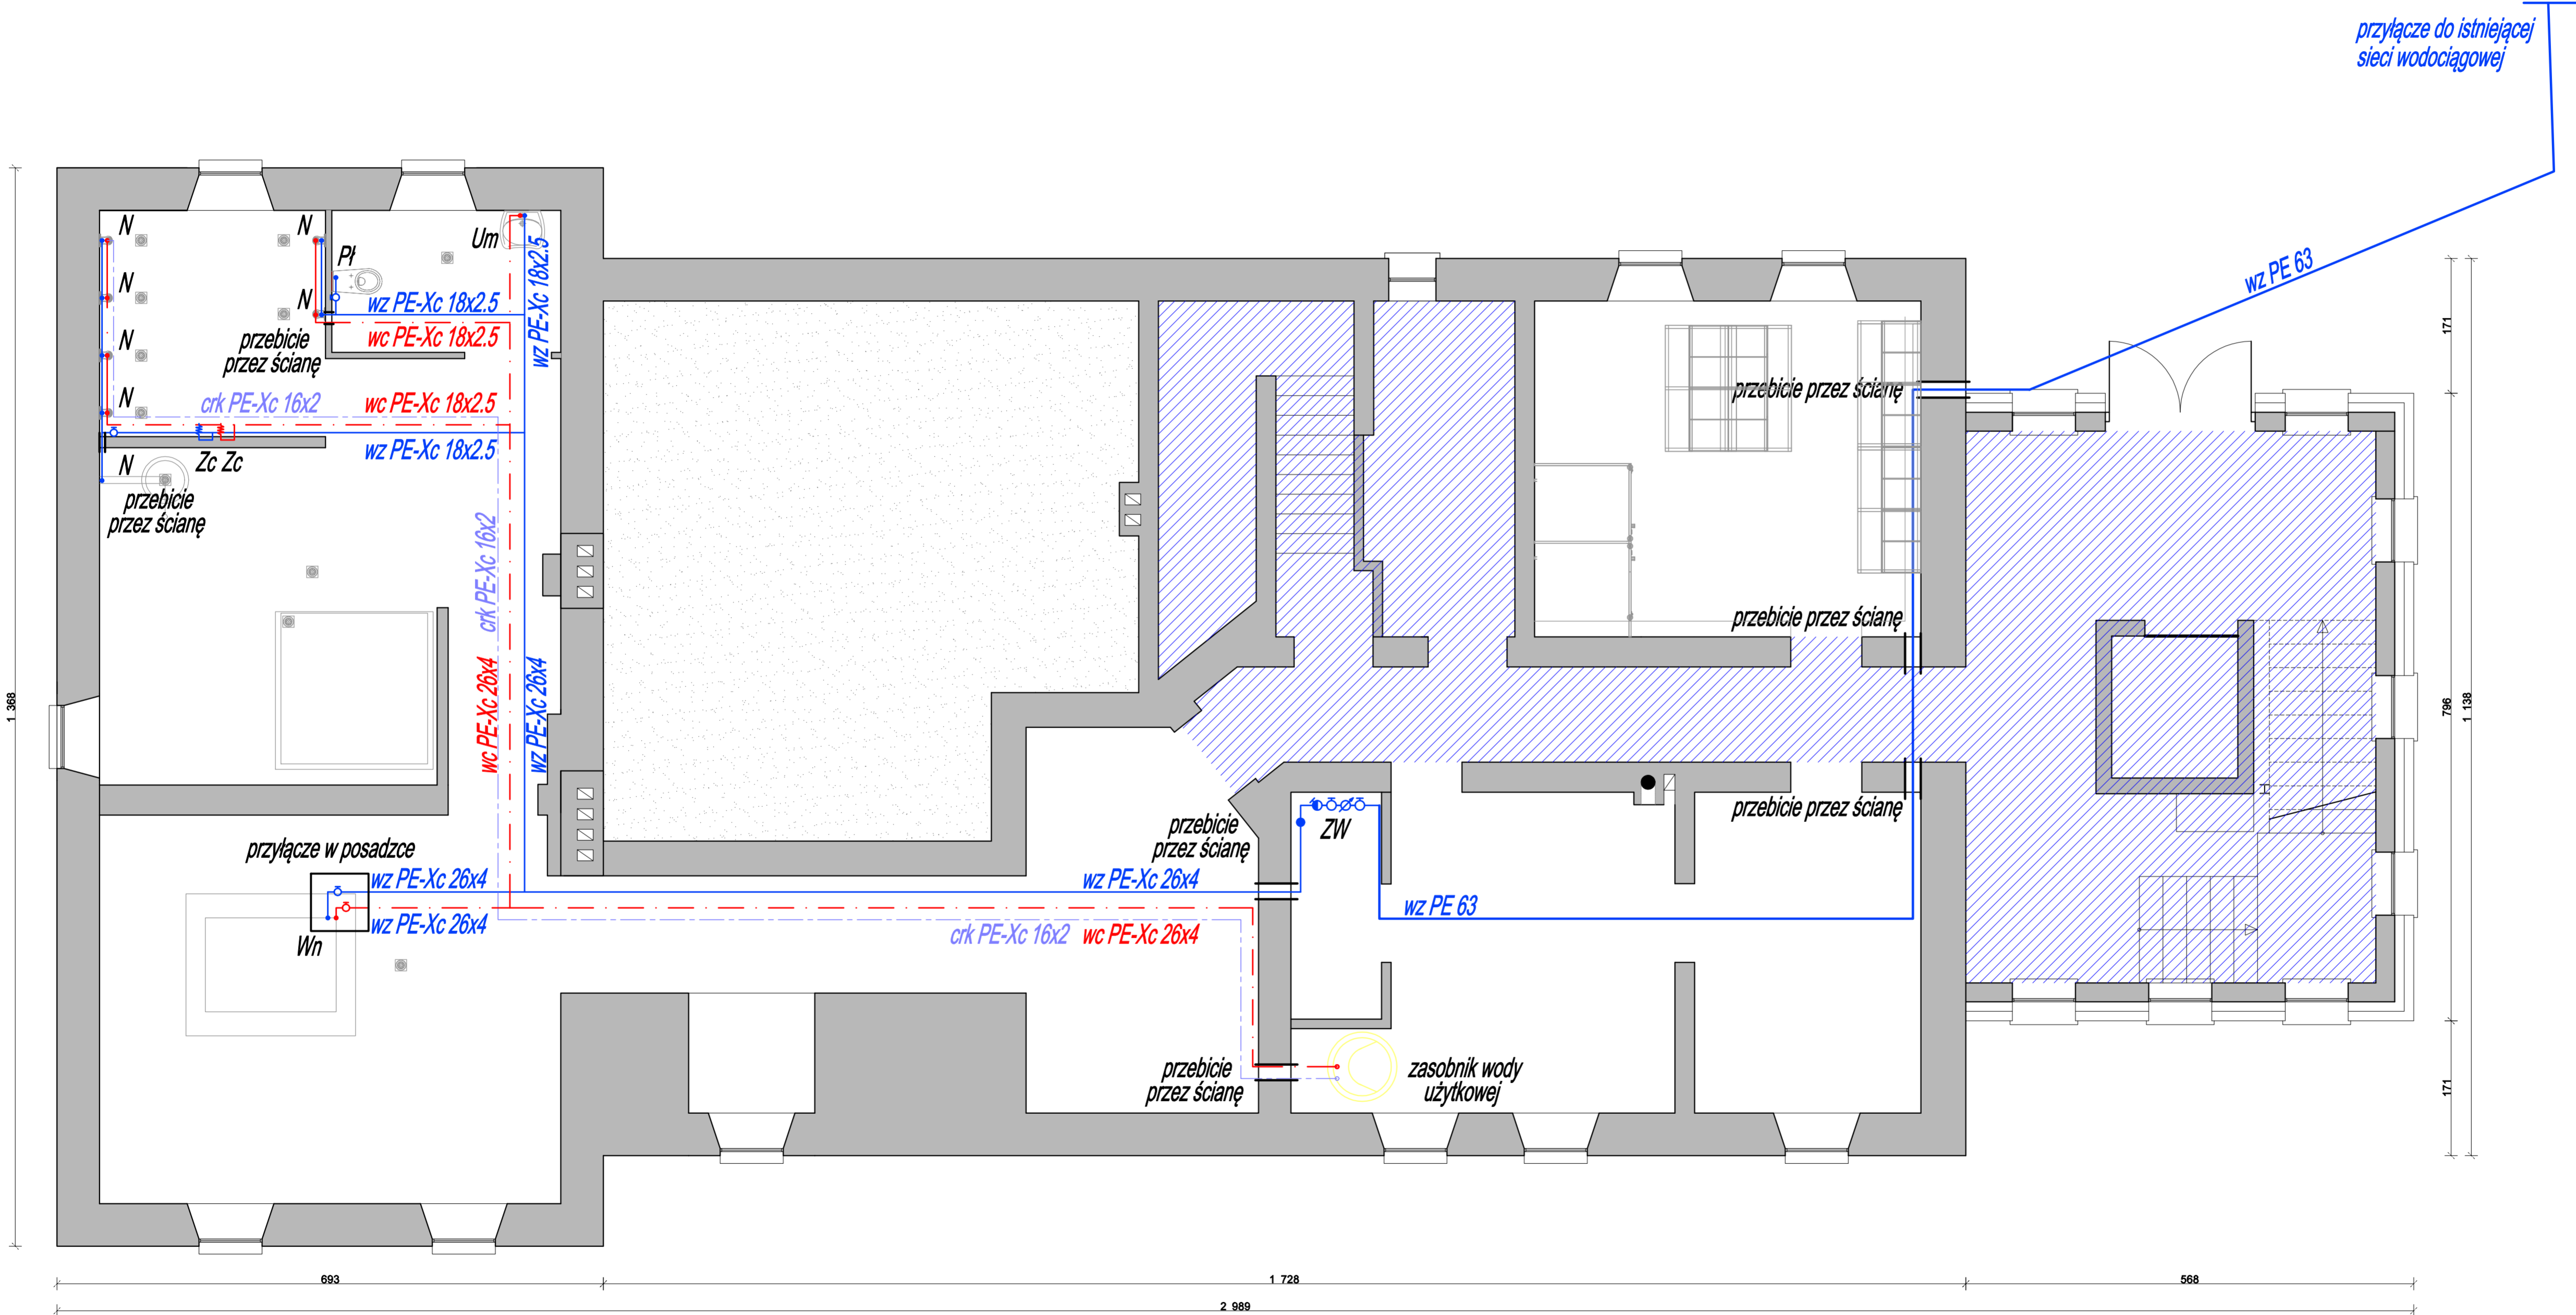 przyłącze do istniejącej
sieci wodociągowej
wz PE 63
N
N
Um
Pł
N
N
wz PE-Xc 18x2.5
wz PE-Xc 18x2.5
wc PE-Xc 18x2.5
przebicie
przez ścianę
N
N
crk PE-Xc 16x2
wc PE-Xc 18x2.5
wz PE-Xc 18x2.5
Zc Zc
N
przebicie
przez ścianę
crk PE-Xc 16x2
wc PE-Xc 26x4
wz PE-Xc 26x4
przebicie przez ścianę
przebicie przez ścianę
przebicie przez ścianę
przyłącze w posadzce
wz PE-Xc 26x4
wz PE-Xc 26x4
Wn
przebicie
przez ścianę
ZW
wz PE-Xc 26x4
crk PE-Xc 16x2
wc PE-Xc 26x4
wz PE 63
przebicie
przez ścianę
zasobnik wody
użytkowej
H
1 368
171
796
1 138
171
693
1 728
568
2 989